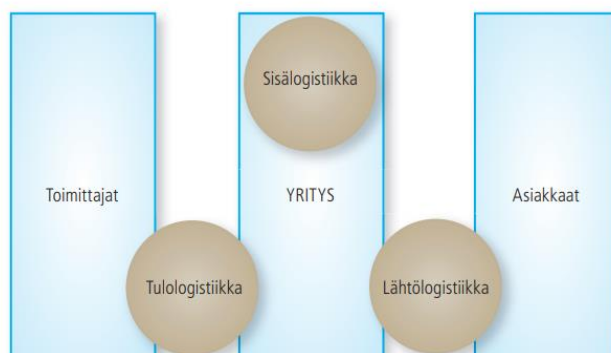 Sisälogistiikka
Toimittajat
YRITYS
Asiakkaat
Tulologistiikka
Lähtölogistiikka